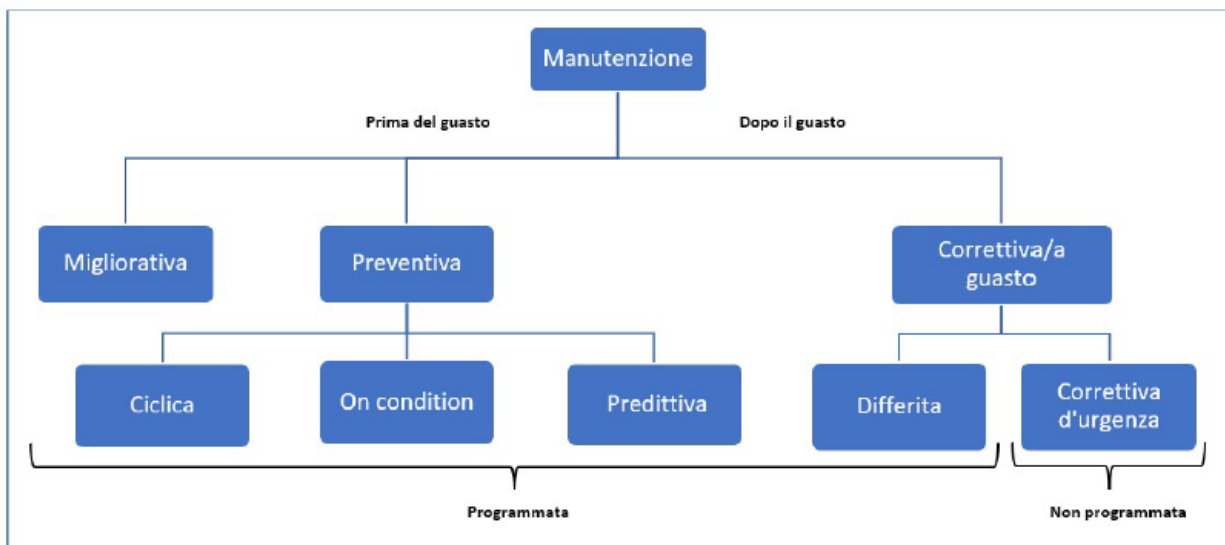 Manutenzione
Prima del guasto
Dopo il guasto
Migliorativa
Preventiva
Correttiva/a
guasto
Ciclica
On condition
Predittiva
Differita
Correttiva
d'urgenza
Programmata
Non programmata